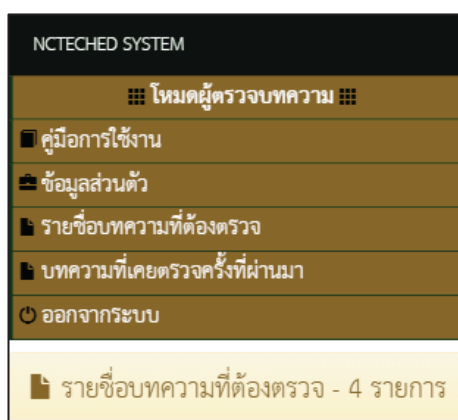 NCTECHED SYSTEM
โหมดผู้ตรวจบทความ
คู่มือการใช้งาน
ข้อมูลส่วนตัว
รายชื่อบทความที่ต้องตรวจ
บทความที่เคยตรวจครั้งที่ผ่านมา
ออกจากระบบ
รายชื่อบทความที่ต้องตรวจ - 4 รายการ